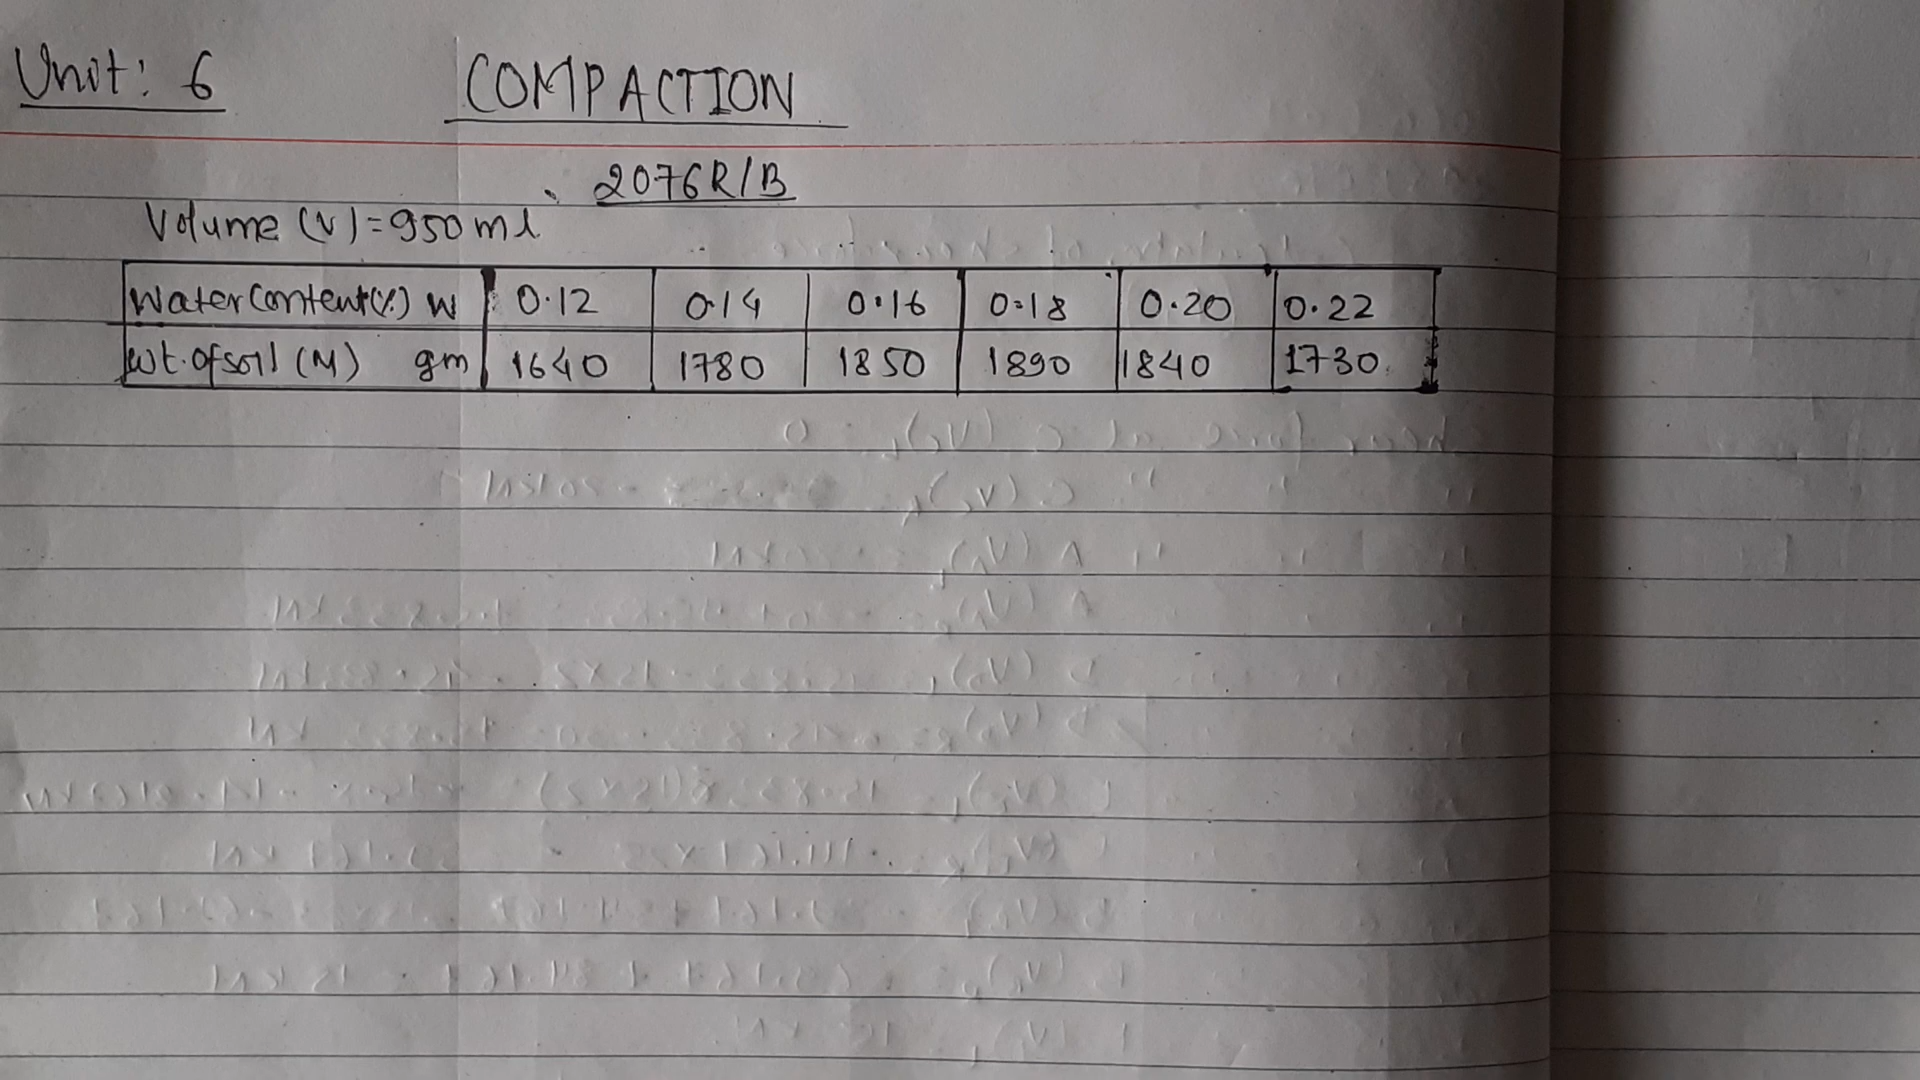 Unit: 6 COMPACTION
2076R/B
Volume (V) = 950 ml
Water Content(%) W 0.12 0.14 0.16 0.18 0.20 0.22
Wt. of soil (M) gm 1640 1780 1850 1890 1840 1730